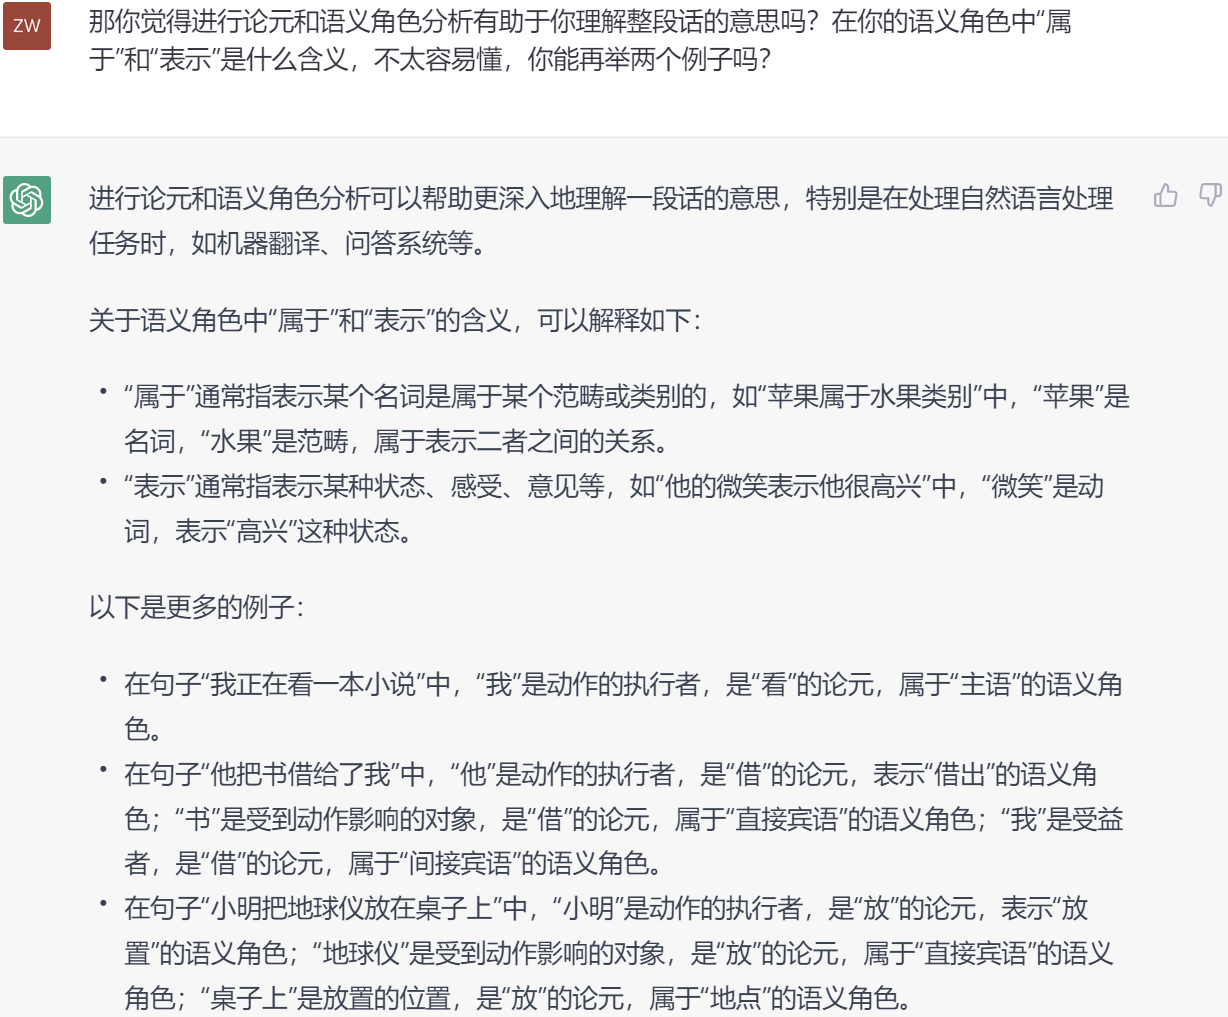 ZW
那你觉得进行论元和语义角色分析有助于你理解整段话的意思吗？在你的语义角色中“属
于”和“表示”是什么含义，不太容易懂，你能再举两个例子吗？
进行论元和语义角色分析可以帮助更深入地理解一段话的意思，特别是在处理自然语言处理
任务时，如机器翻译、问答系统等。
关于语义角色中“属于”和“表示”的含义，可以解释如下：
• “属于”通常指表示某个名词是属于某个范畴或类别的，如“苹果属于水果类别”中，“苹果”是
名词，“水果”是范畴，属于表示二者之间的关系。
• “表示”通常指表示某种状态、感受、意见等，如“他的微笑表示他很高兴”中，“微笑”是动
词，表示“高兴”这种状态。
以下是更多的例子：
• 在句子“我正在看一本小说”中，“我”是动作的执行者，是“看”的论元，属于“主语”的语义角
色。
• 在句子“他把书借给了我”中，“他”是动作的执行者，是“借”的论元，表示“借出”的语义角
色；“书”是受到动作影响的对象，是“借”的论元，属于“直接宾语”的语义角色；“我”是受益
者，是“借”的论元，属于“间接宾语”的语义角色。
• 在句子“小明把地球仪放在桌子上”中，“小明”是动作的执行者，是“放”的论元，表示“放
置”的语义角色；“地球仪”是受到动作影响的对象，是“放”的论元，属于“直接宾语”的语义
角色；“桌子上”是放置的位置，是“放”的论元，属于“地点”的语义角色。